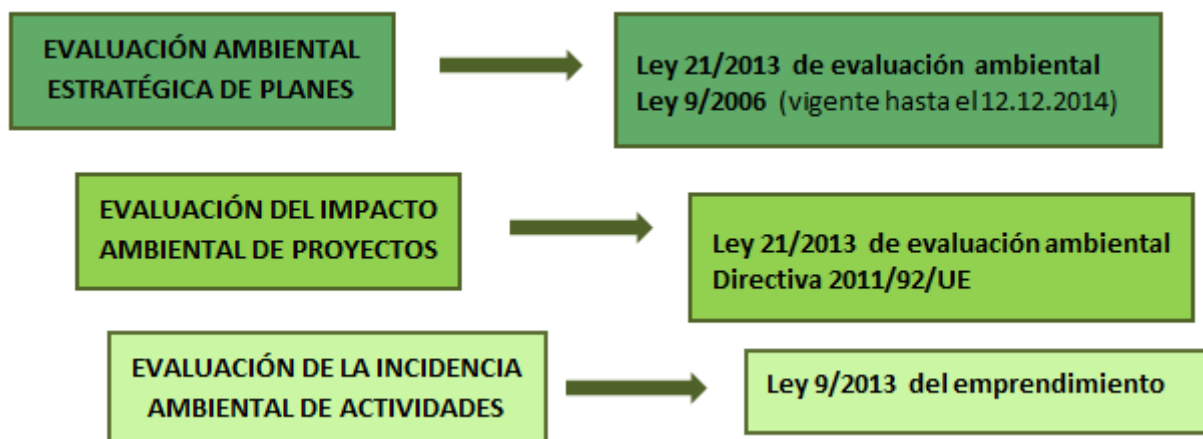 EVALUACIÓN AMBIENTAL
ESTRATÉGICA DE PLANES
Ley 21/2013 de evaluación ambiental
Ley 9/2006 (vigente hasta el 12.12.2014)
EVALUACIÓN DEL IMPACTO
AMBIENTAL DE PROYECTOS
Ley 21/2013 de evaluación ambiental
Directiva 2011/92/UE
EVALUACIÓN DE LA INCIDENCIA
AMBIENTAL DE ACTIVIDADES
Ley 9/2013 del emprendimiento